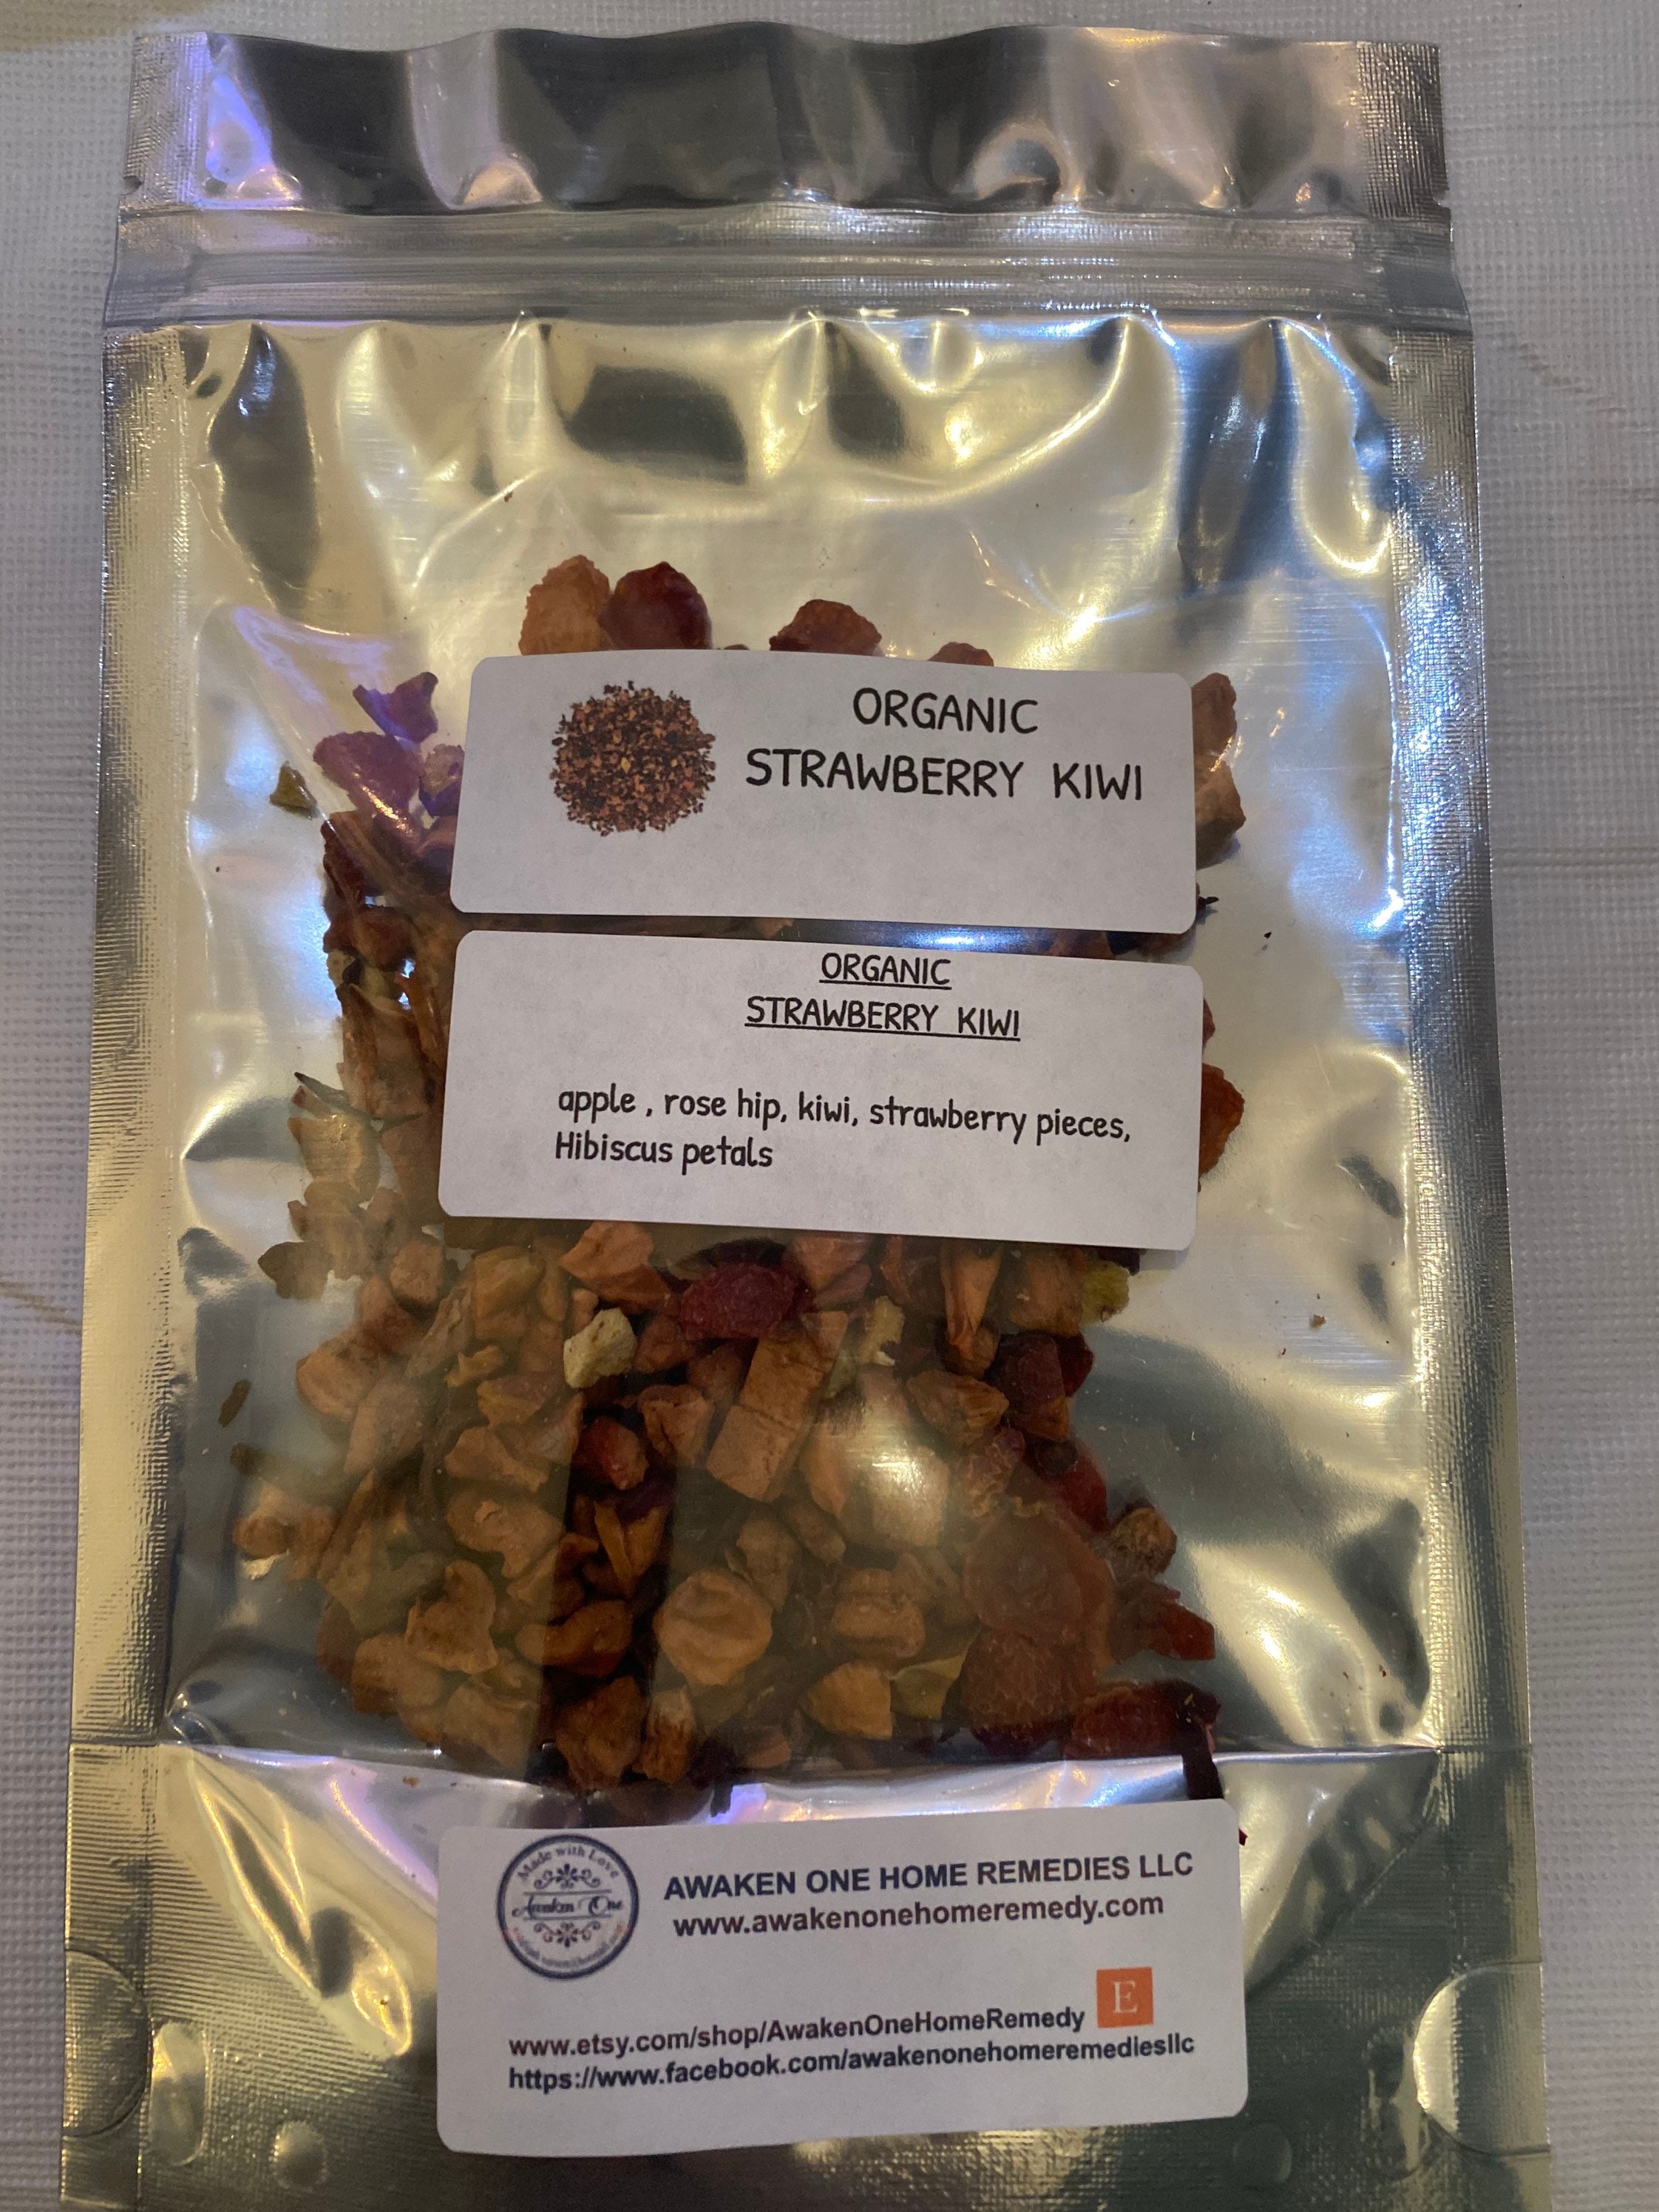 ORGANIC
STRAWBERRY KIWI
ORGANIC
STRAWBERRY KIWI
apple , rose hip, kiwi, strawberry pieces,
Hibiscus petals
Made with Love
Awaken One
AWAKEN ONE HOME REMEDIES LLC
www.awakenonehomeremedy.com
E
www.etsy.com/shop/AwakenOneHomeRemedy
https://www.facebook.com/awakenonehomeremediesllc